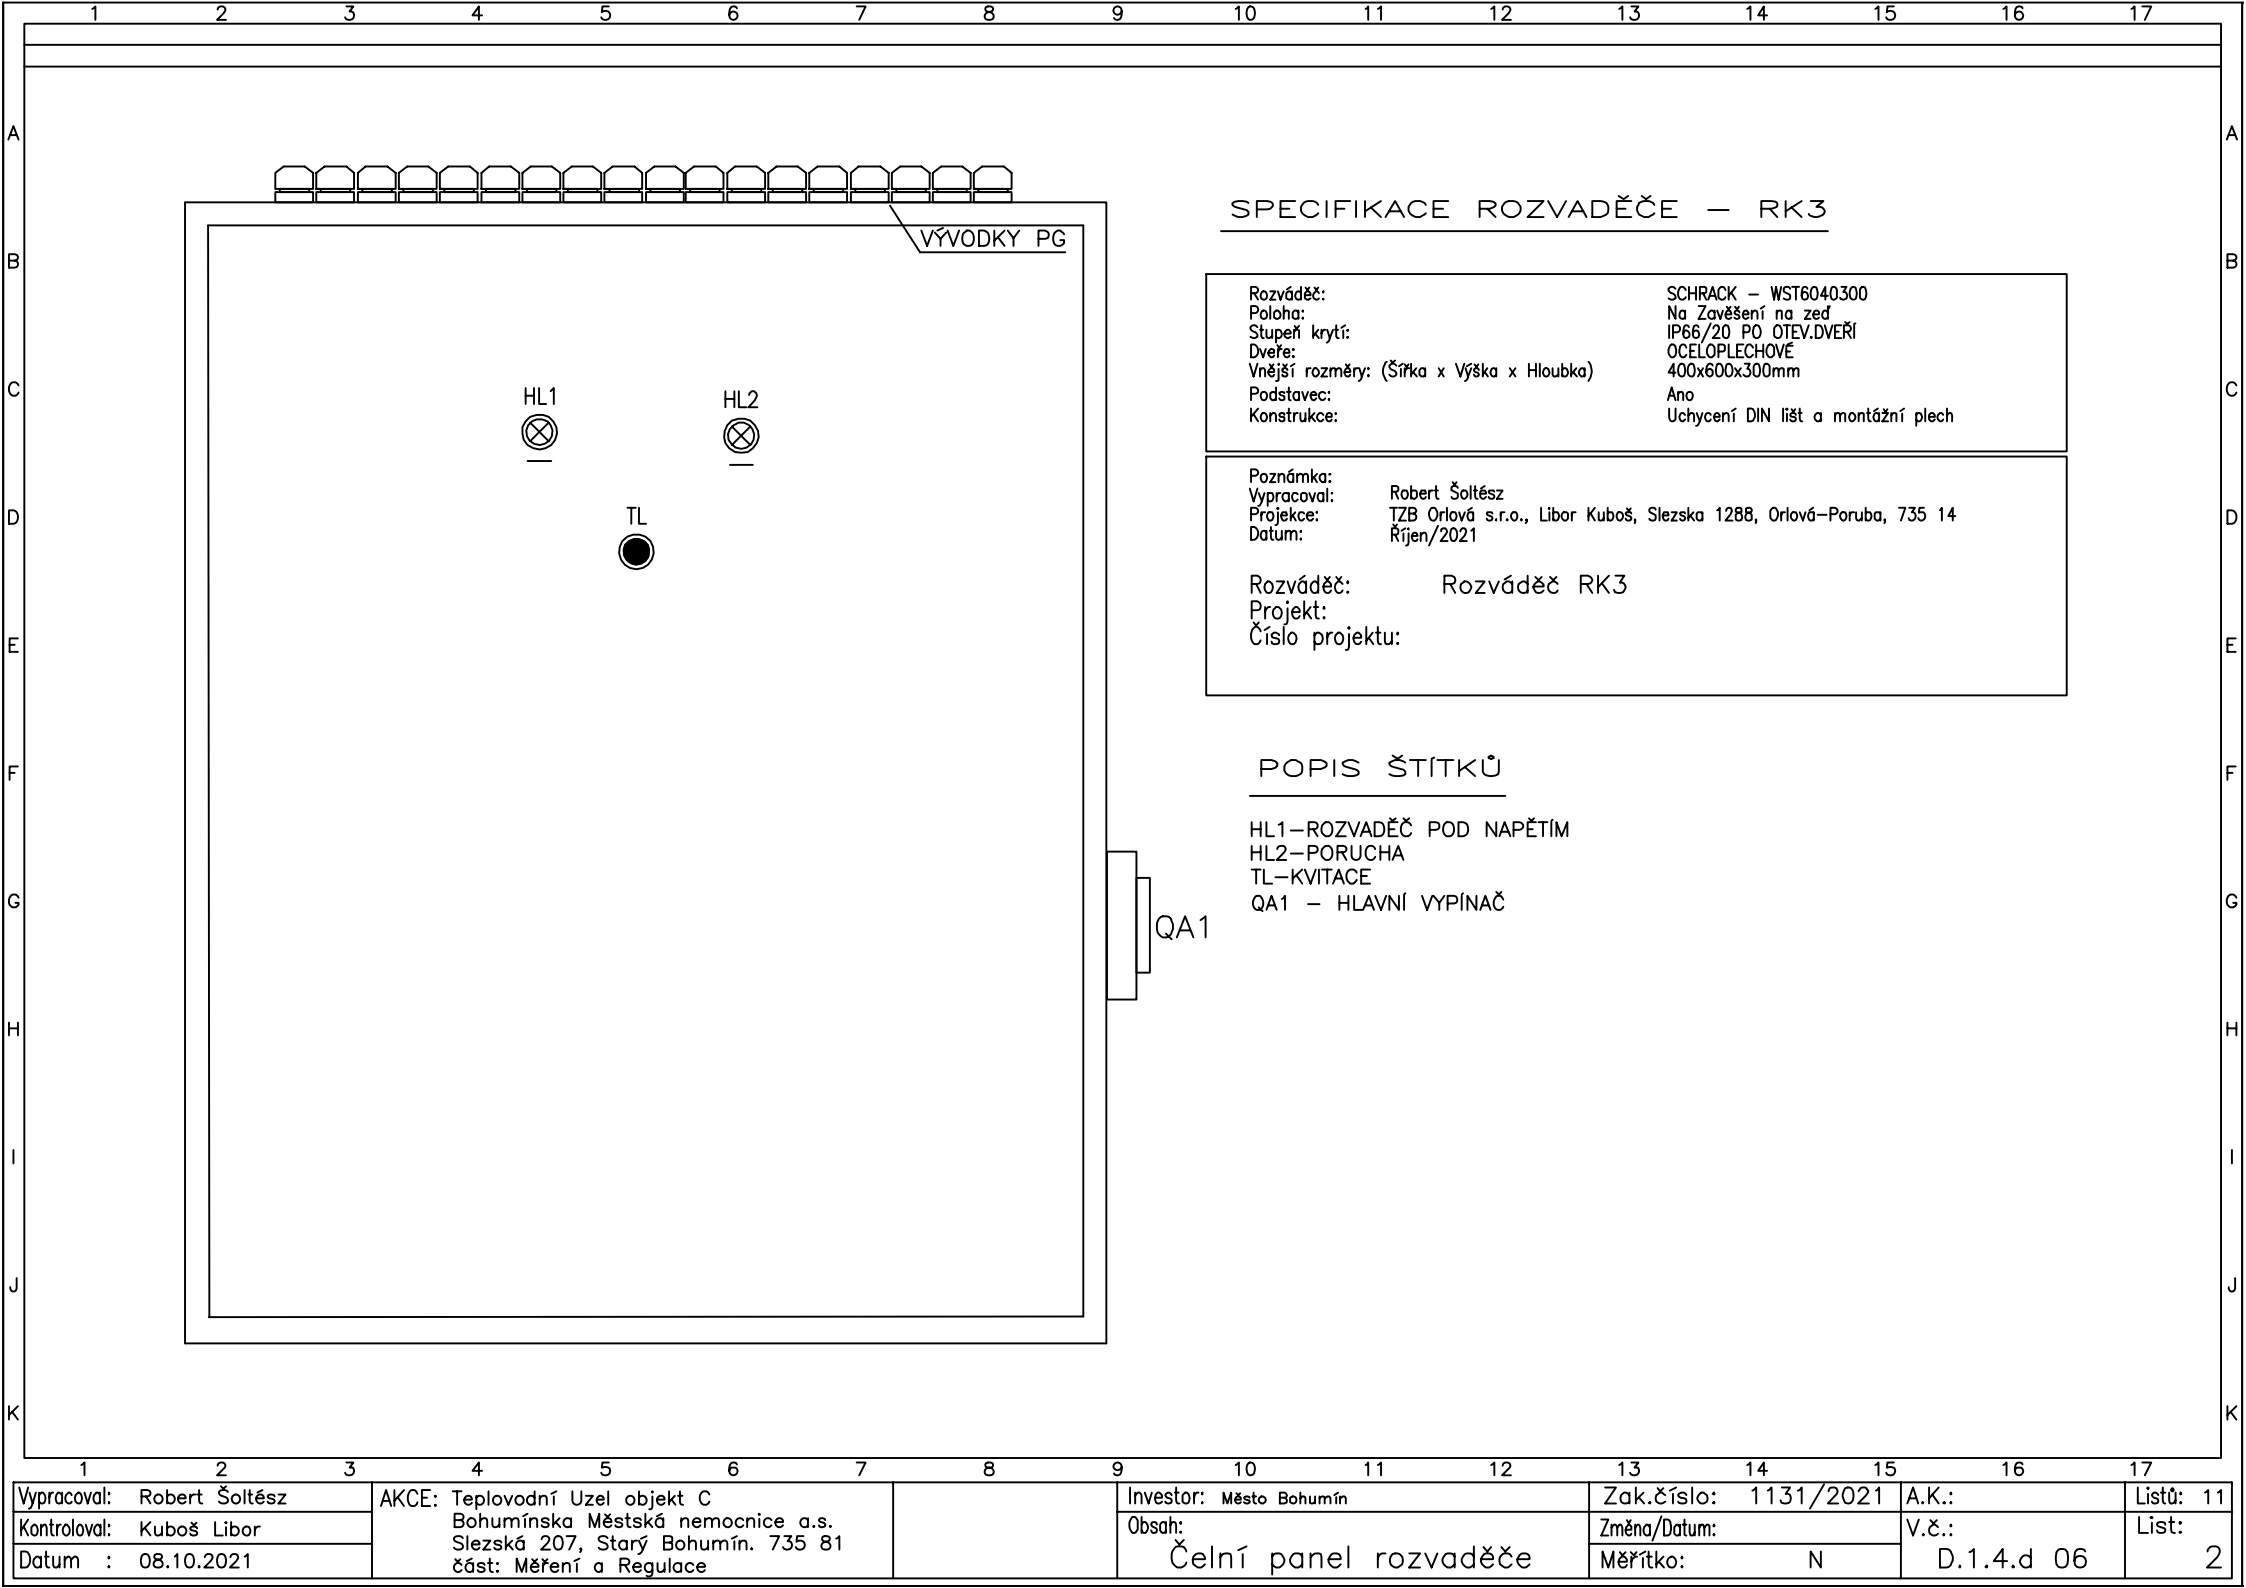 1 2 3 4 5 6 7 8 9 10 11 12 13 14 15 16 17
A A
B B
C C
D D
E E
F F
G G
H H
I I
J J
K K
VÝVODKY PG
HL1
HL2
TL
QA1
SPECIFIKACE ROZVADĚČE – RK3
Rozváděč: SCHRACK – WST6040300
Poloha: Na Zavěšení na zeď
Stupeň krytí: IP66/20 PO OTEV.DVEŘÍ
Dveře: OCELOPLECHOVÉ
Vnější rozměry: (Šířka x Výška x Hloubka) 400x600x300mm
Podstavec: Ano
Konstrukce: Uchycení DIN lišt a montážní plech
Poznámka:
Vypracoval: Robert Šoltész
Projekce: TZB Orlová s.r.o., Libor Kuboš, Slezska 1288, Orlová–Poruba, 735 14
Datum: Říjen/2021
Rozváděč: Rozváděč RK3
Projekt:
Číslo projektu:
POPIS ŠTÍTKŮ
HL1–ROZVADĚČ POD NAPĚTÍM
HL2–PORUCHA
TL–KVITACE
QA1 – HLAVNÍ VYPÍNAČ
1 2 3 4 5 6 7 8 9 10 11 12 13 14 15 16 17
Vypracoval: Robert Šoltész
Kontroloval: Kuboš Libor
Datum : 08.10.2021
AKCE: Teplovodní Uzel objekt C
Bohumínska Městská nemocnice a.s.
Slezská 207, Starý Bohumín. 735 81
část: Měření a Regulace
Investor: Město Bohumín
Obsah:
Čelní panel rozvaděče
Zak.číslo: 1131/2021
Změna/Datum:
Měřítko: N
A.K.:
V.č.:
D.1.4.d 06
Listů: 11
List:
2